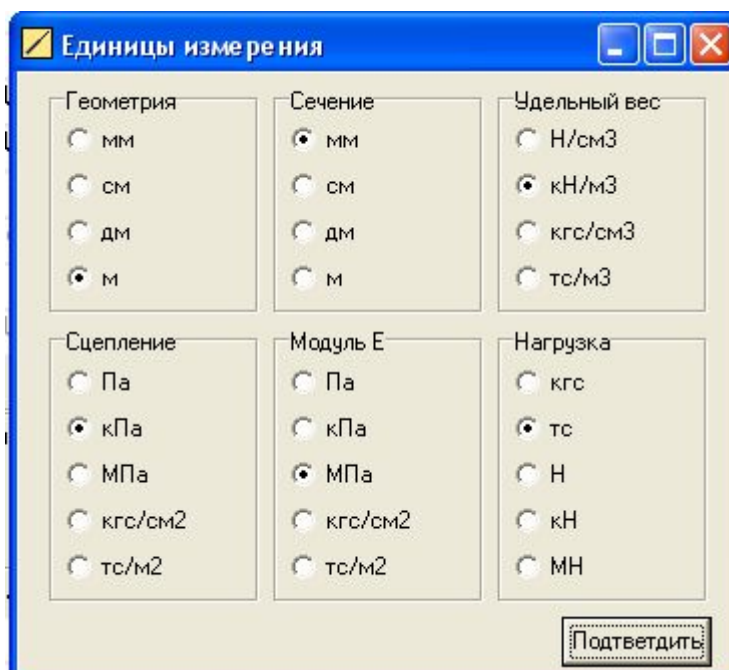 Единицы измерения
Геометрия
мм
см
дм
м
Сечение
мм
см
дм
м
Удельный вес
Н/см3
кН/м3
кгс/см3
тс/м3
Сцепление
Па
кПа
МПа
кгс/см2
тс/м2
Модуль Е
Па
кПа
МПа
кгс/см2
тс/м2
Нагрузка
кгс
тс
Н
кН
МН
Подтветдить